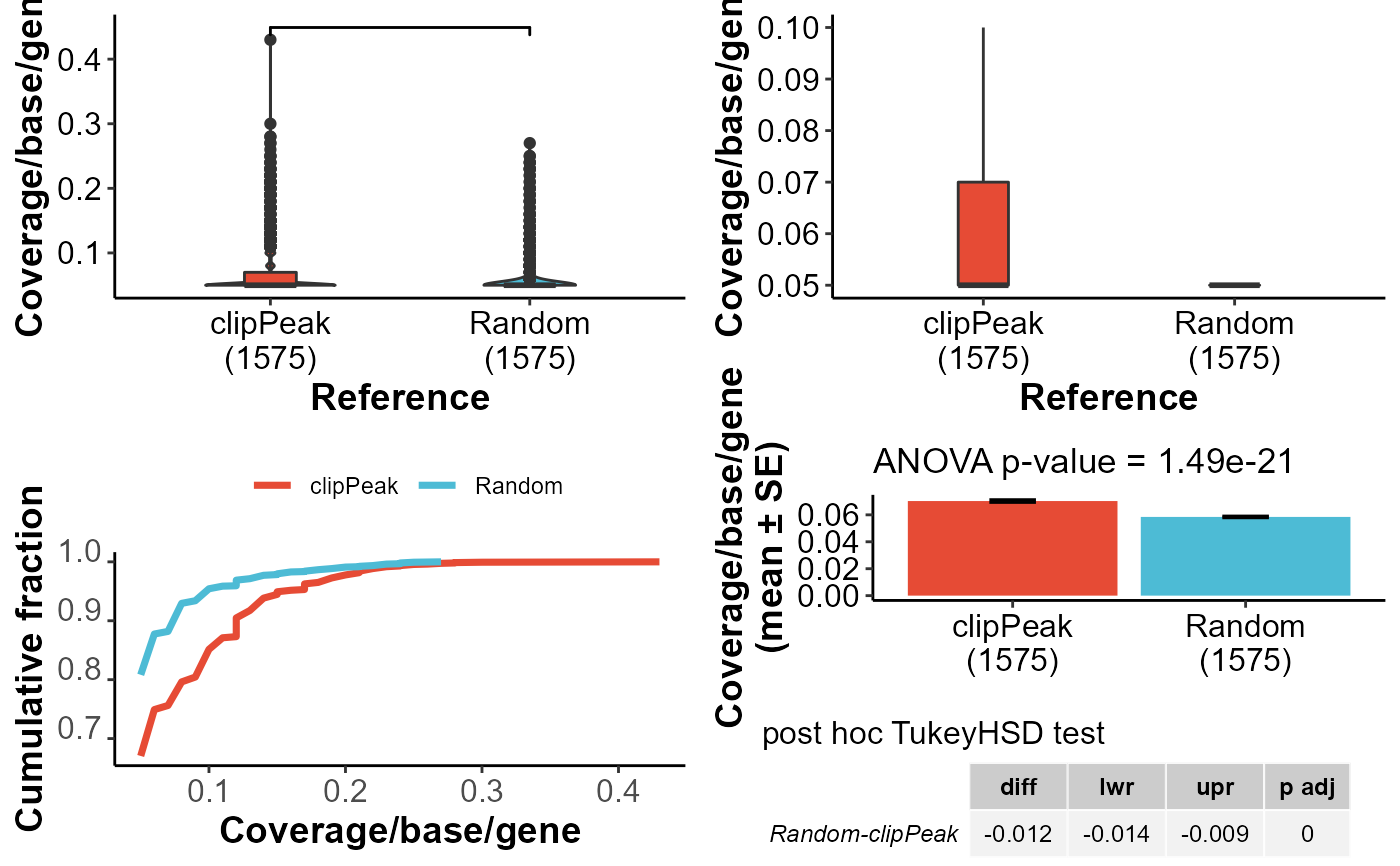 Coverage/base/gen
0.4
0.3
0.2
0.1
clipPeak
(1575)
Random
(1575)
Reference
Coverage/base/gen
0.10
0.09
0.08
0.07
0.06
0.05
clipPeak
(1575)
Random
(1575)
Reference
clipPeak
Random
Cumulative fraction
1.0
0.9
0.8
0.7
0.1
0.2
0.3
0.4
Coverage/base/gene
ANOVA p-value = 1.49e-21
Coverage/base/gene
(mean ± SE)
0.06
0.04
0.02
0.00
clipPeak
(1575)
Random
(1575)
post hoc TukeyHSD test
diff lwr upr p adj
Random-clipPeak -0.012 -0.014 -0.009 0